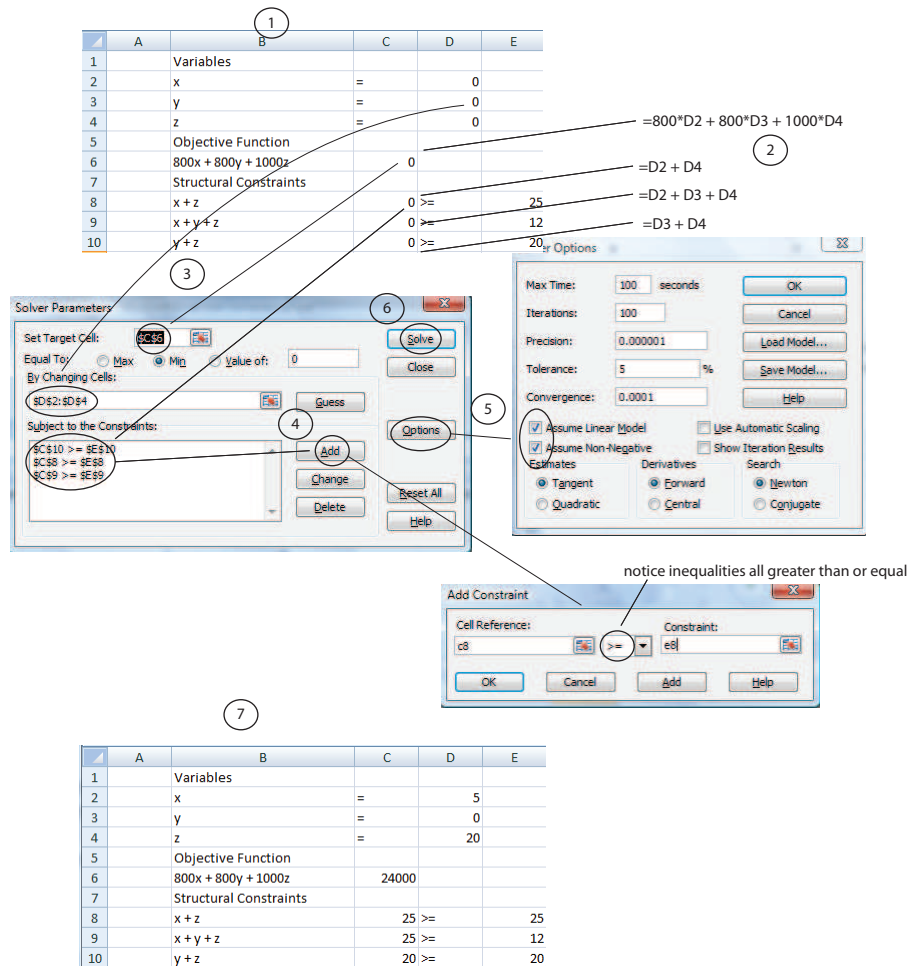 1
A B C D E
1 Variables
2 x = 0
3 y = 0
4 z = 0
5 Objective Function
6 800x + 800y + 1000z 0
7 Structural Constraints
8 x + z 0 >= 25
9 x + y + z 0 >= 12
10 y + z 0 >= 20
=800*D2 + 800*D3 + 1000*D4
2
=D2 + D4
=D2 + D3 + D4
=D3 + D4
3
Solver Parameters
Set Target Cell: $C$6
Equal To: Max Min Value of: 0
By Changing Cells:
$D$2:$D$4
Guess
Subject to the Constraints:
$C$10 >= $E$10
$C$8 >= $E$8
$C$9 >= $E$9
4
Add
Change
Delete
6
Solve
Close
5
Options
Reset All
Help
er Options
Max Time: 100 seconds
OK
Iterations: 100
Cancel
Precision: 0.000001
Load Model...
Tolerance: 5 %
Save Model...
Convergence: 0.0001
Help
Assume Linear Model Use Automatic Scaling
Assume Non-Negative Show Iteration Results
Estimates Derivatives Search
Tangent Forward Newton
Quadratic Central Conjugate
notice inequalities all greater than or equal
Add Constraint
Cell Reference: Constraint:
c8 >= e8
OK Cancel Add Help
7
A B C D E
1 Variables
2 x = 5
3 y = 0
4 z = 20
5 Objective Function
6 800x + 800y + 1000z 24000
7 Structural Constraints
8 x + z 25 >= 25
9 x + y + z 25 >= 12
10 y + z 20 >= 20